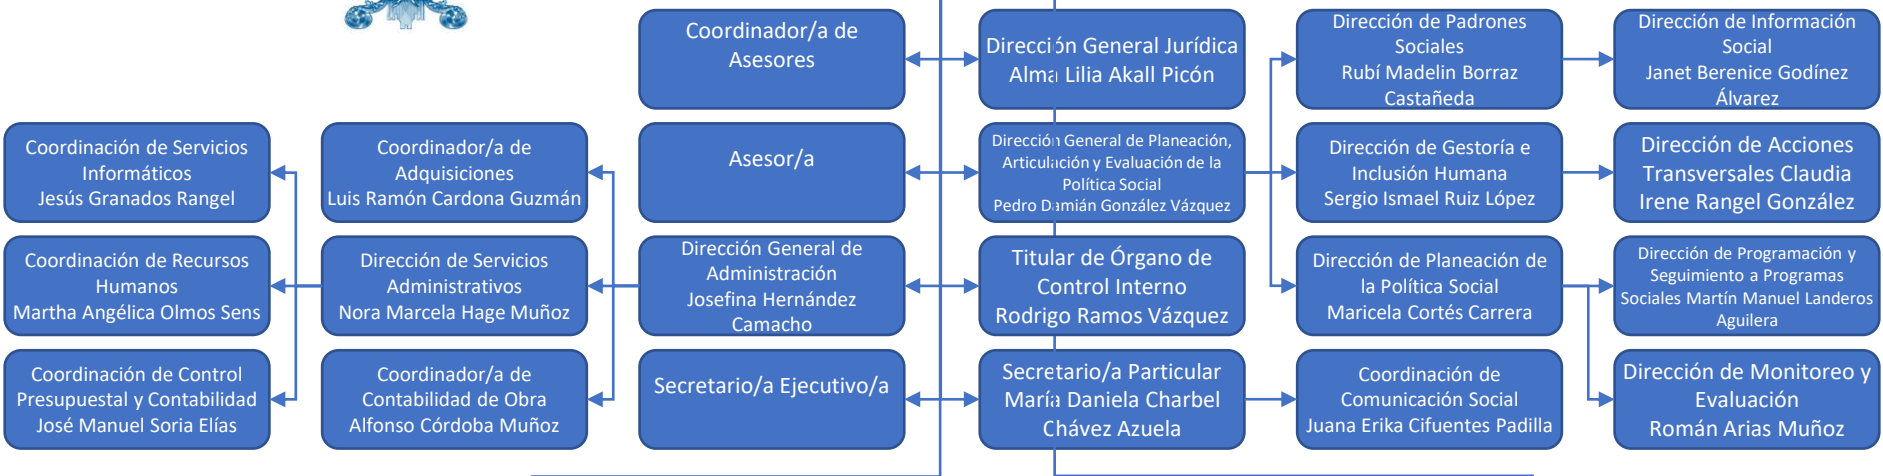 Coordinador/a de
Asesores
Dirección General Jurídica
Alma Lilia Akall Picón
Dirección de Padrones
Sociales
Rubí Madelin Borraz
Castañeda
Dirección de Información
Social
Janet Berenice Godínez
Álvarez
Coordinación de Servicios
Informáticos
Jesús Granados Rangel
Coordinador/a de
Adquisiciones
Luis Ramón Cardona Guzmán
Asesor/a
Dirección General de Planeación,
Articulación y Evaluación de la
Política Social
Pedro Damián González Vázquez
Dirección de Gestoría e
Inclusión Humana
Sergio Ismael Ruiz López
Dirección de Acciones
Transversales Claudia
Irene Rangel González
Coordinación de Recursos
Humanos
Martha Angélica Olmos Sens
Dirección de Servicios
Administrativos
Nora Marcela Hage Muñoz
Dirección General de
Administración
Josefina Hernández
Camacho
Titular de Órgano de
Control Interno
Rodrigo Ramos Vázquez
Dirección de Planeación de
la Política Social
Maricela Cortés Carrera
Dirección de Programación y
Seguimiento a Programas
Sociales Martín Manuel Landeros
Aguilera
Coordinación de Control
Presupuestal y Contabilidad
José Manuel Soria Elías
Coordinador/a de
Contabilidad de Obra
Alfonso Córdoba Muñoz
Secretario/a Ejecutivo/a
Secretario/a Particular
María Daniela Charbel
Chávez Azuela
Coordinación de
Comunicación Social
Juana Erika Cifuentes Padilla
Dirección de Monitoreo y
Evaluación
Román Arias Muñoz